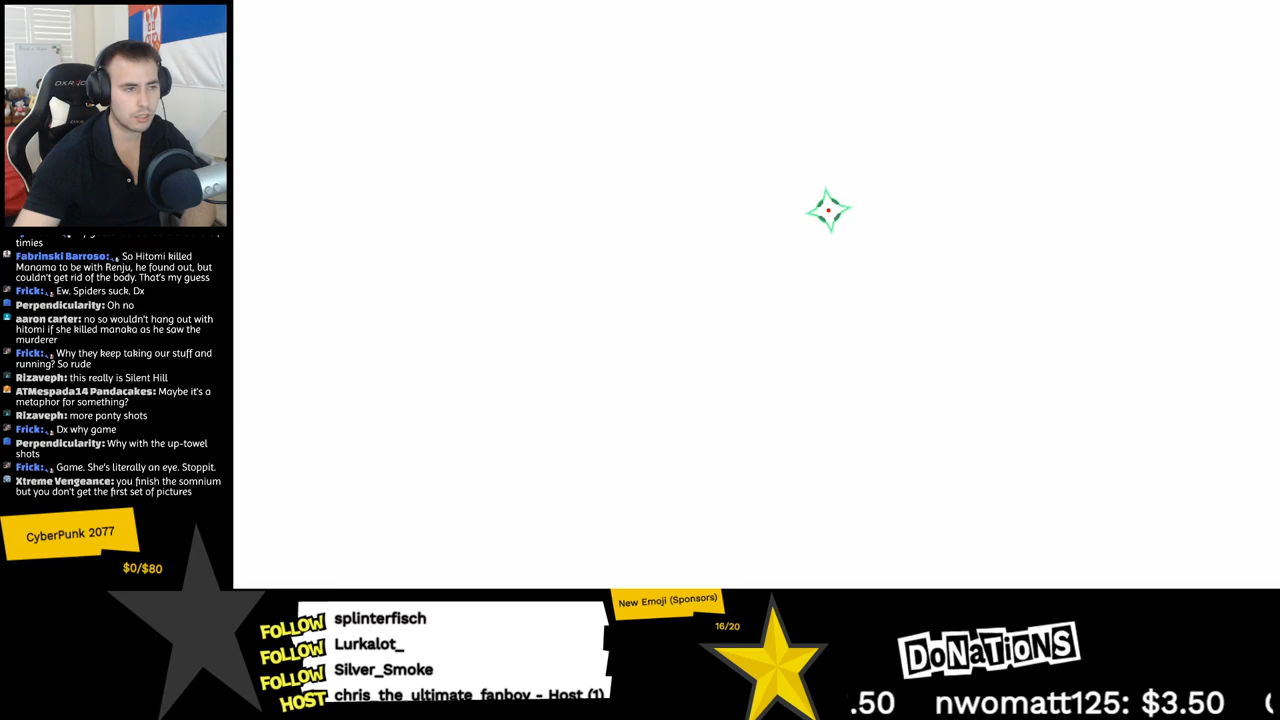 DXR
timies
Fabrinski Barroso: So Hitomi killed
Manama to be with Renju, he found out, but
couldn't get rid of the body. That's my guess
Frick: Ew. Spiders suck. Dx
Perpendicularity: Oh no
aaron carter: no so wouldn't hang out with
hitomi if she killed manaka as he saw the
murderer
Frick: Why they keep taking our stuff and
running? So rude
Rizaveph: this really is Silent Hill
ATMespada14 Pandacakes: Maybe it's a
metaphor for something?
Rizaveph: more panty shots
Frick: Dx why game
Perpendicularity: Why with the up-towel
shots
Frick: Game. She's literally an eye. Stoppit.
Xtreme Vengeance: you finish the somnium
but you don't get the first set of pictures
CyberPunk 2077
$0/$80
FOLLOW splinterfisch
FOLLOW Lurkalot_
FOLLOW Silver_Smoke
HOST chris_the_ultimate_fanboy - Host (1)
New Emoji (Sponsors)
16/20
DoNaTiONS
.50 nwomatt125: $3.50